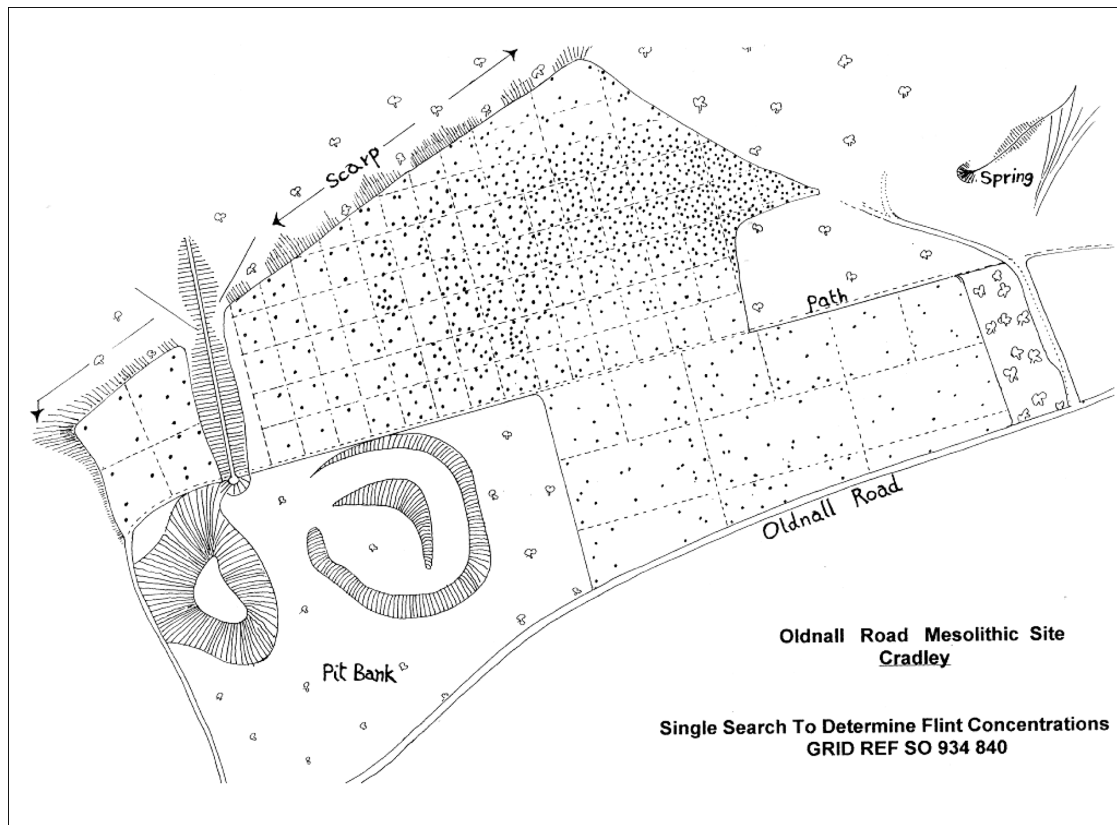 Scarp
Spring
Path
Oldnall Road
Pit Bank
Oldnall Road Mesolithic Site
Cradley
Single Search To Determine Flint Concentrations
GRID REF SO 934 840